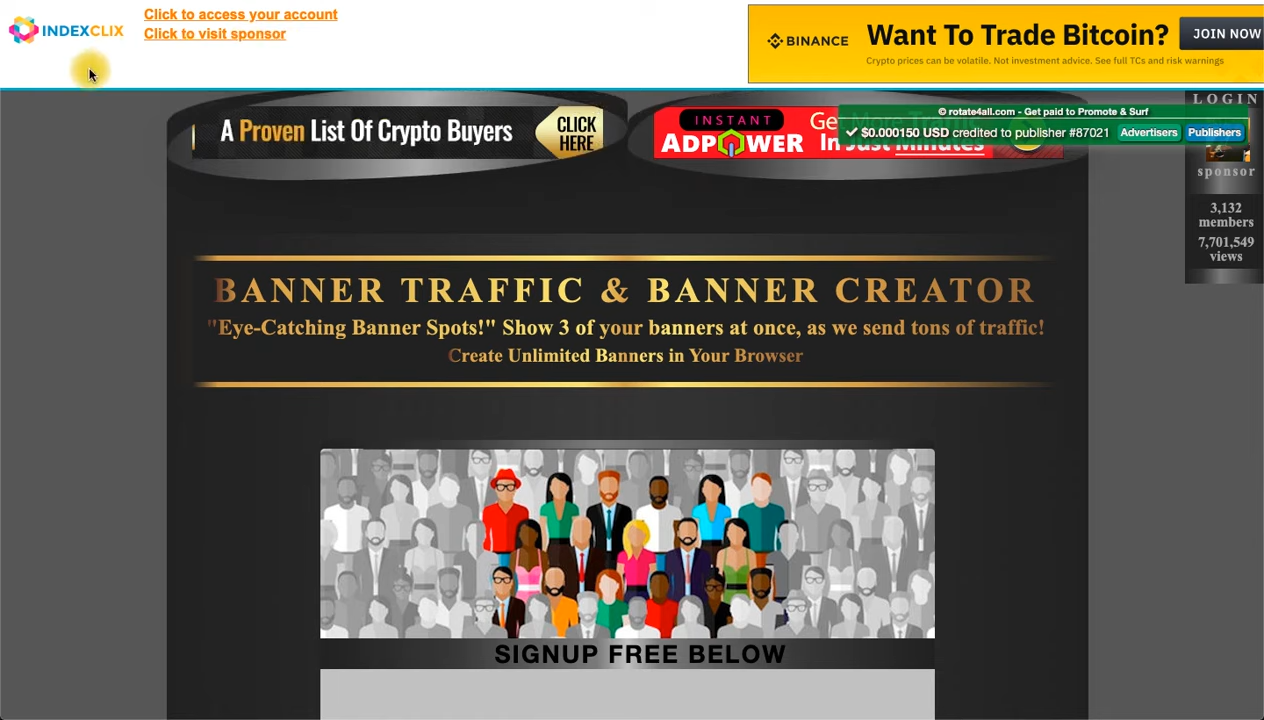 INDEXCLIX
Click to access your account
Click to visit sponsor
BINANCE
Want To Trade Bitcoin?
JOIN NOW
Crypto prices can be volatile. Not investment advice. See full TCs and risk warnings
A Proven List Of Crypto Buyers
CLICK
HERE
INSTANT
ADPOWER
Get More
In Just Minutes
© rotate4all.com - Get paid to Promote & Surf
$0.000150 USD credited to publisher #87021
Advertisers
Publishers
LOGIN
sponsor
3,132
members
7,701,549
views
BANNER TRAFFIC & BANNER CREATOR
"Eye-Catching Banner Spots!" Show 3 of your banners at once, as we send tons of traffic!
Create Unlimited Banners in Your Browser
SIGNUP FREE BELOW